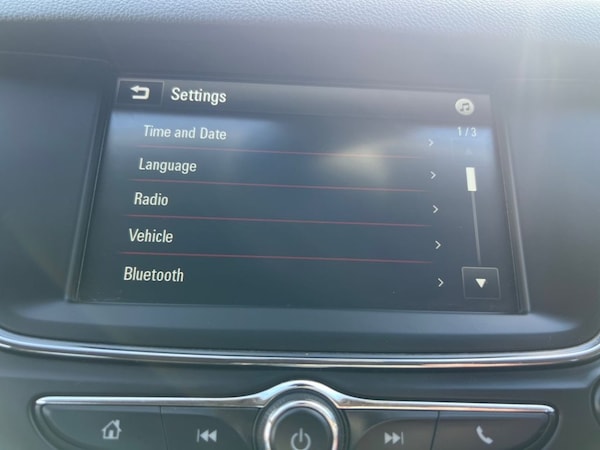 Settings
1/3
Time and Date
Language
Radio
Vehicle
Bluetooth